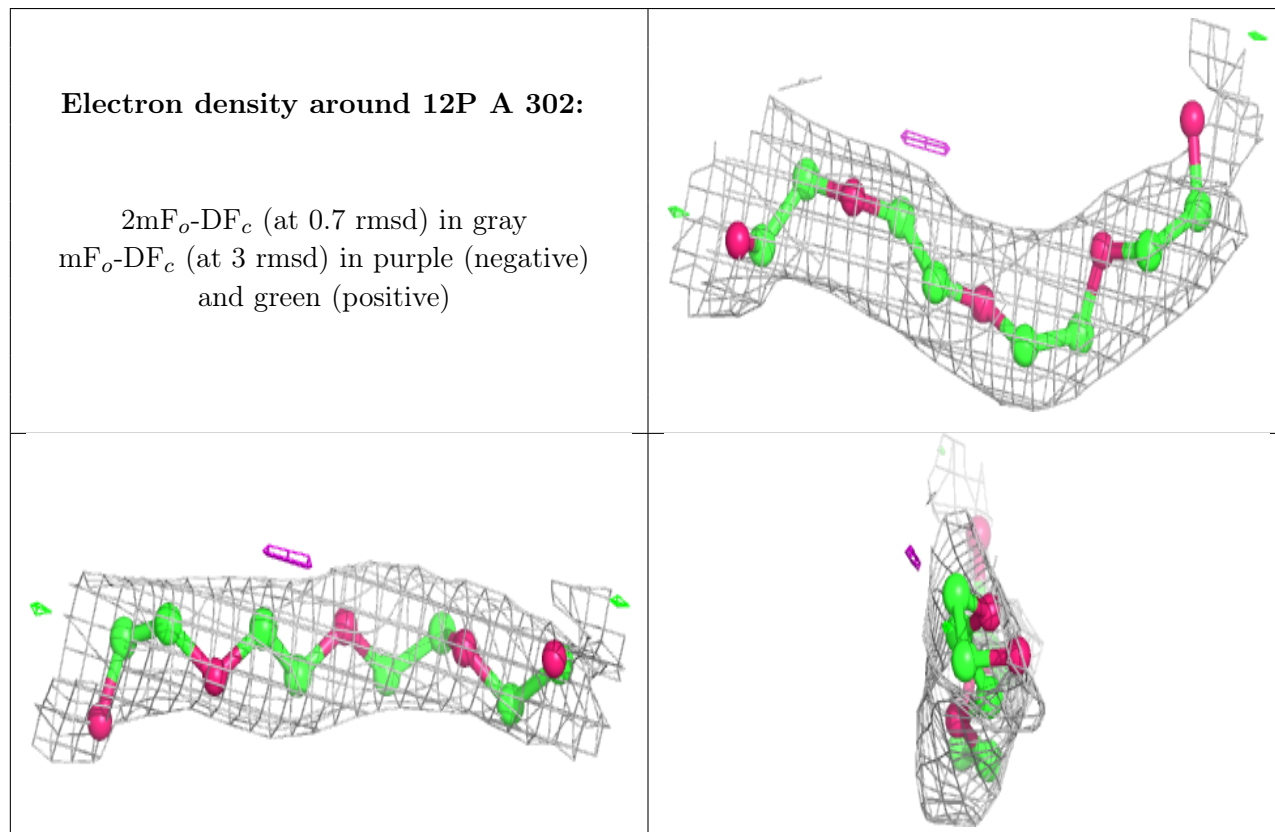 Electron density around 12P A 302:
2mFo-DFc (at 0.7 rmsd) in gray
mFo-DFc (at 3 rmsd) in purple (negative)
and green (positive)